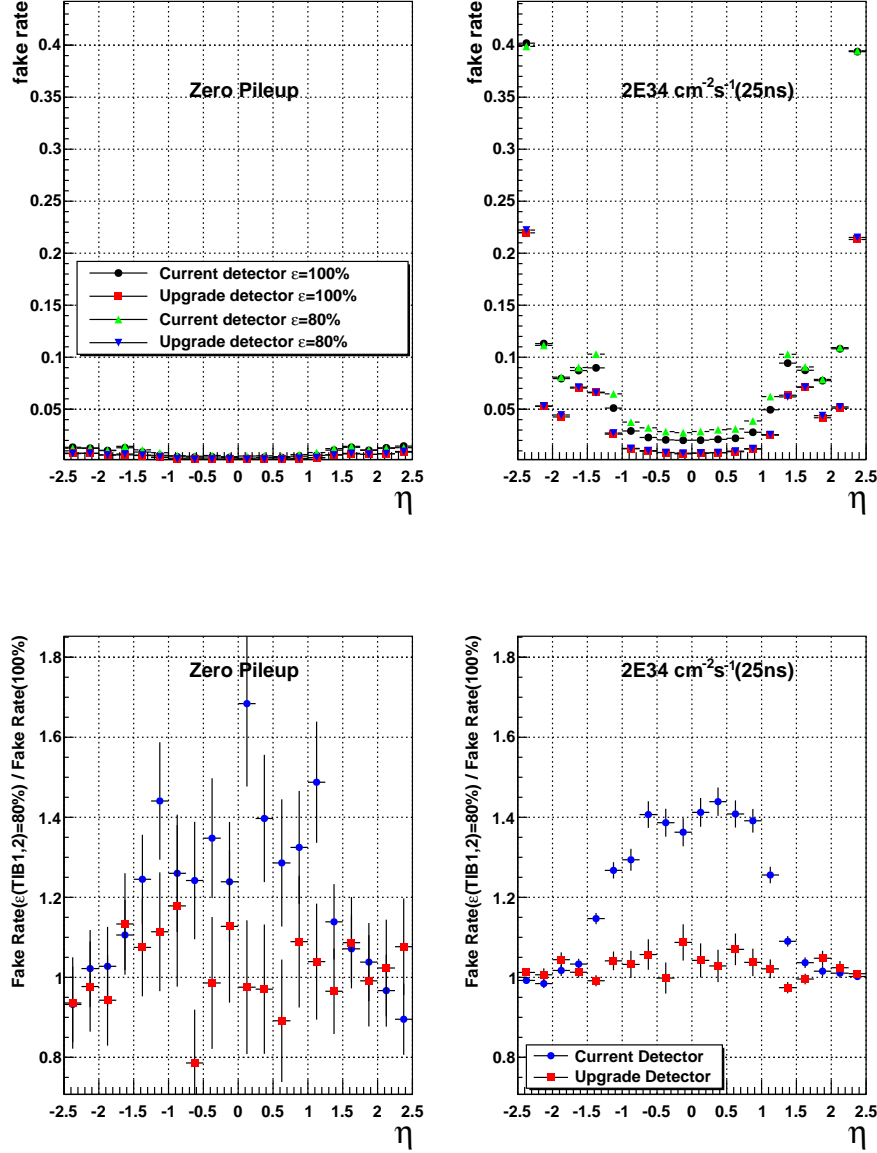 fake rate
0.4
0.35
0.3
0.25
0.2
0.15
0.1
0.05
Zero Pileup
Current detector ε=100%
Upgrade detector ε=100%
Current detector ε=80%
Upgrade detector ε=80%
-2.5 -2 -1.5 -1 -0.5 0 0.5 1 1.5 2 2.5
η
fake rate
0.4
0.35
0.3
0.25
0.2
0.15
0.1
0.05
2E34 cm⁻²s⁻¹(25ns)
-2.5 -2 -1.5 -1 -0.5 0 0.5 1 1.5 2 2.5
η
Fake Rate(ε(TIB1,2)=80%) / Fake Rate(100%)
1.8
1.6
1.4
1.2
1
0.8
Zero Pileup
-2.5 -2 -1.5 -1 -0.5 0 0.5 1 1.5 2 2.5
η
Fake Rate(ε(TIB1,2)=80%) / Fake Rate(100%)
1.8
1.6
1.4
1.2
1
0.8
2E34 cm⁻²s⁻¹(25ns)
Current Detector
Upgrade Detector
-2.5 -2 -1.5 -1 -0.5 0 0.5 1 1.5 2 2.5
η